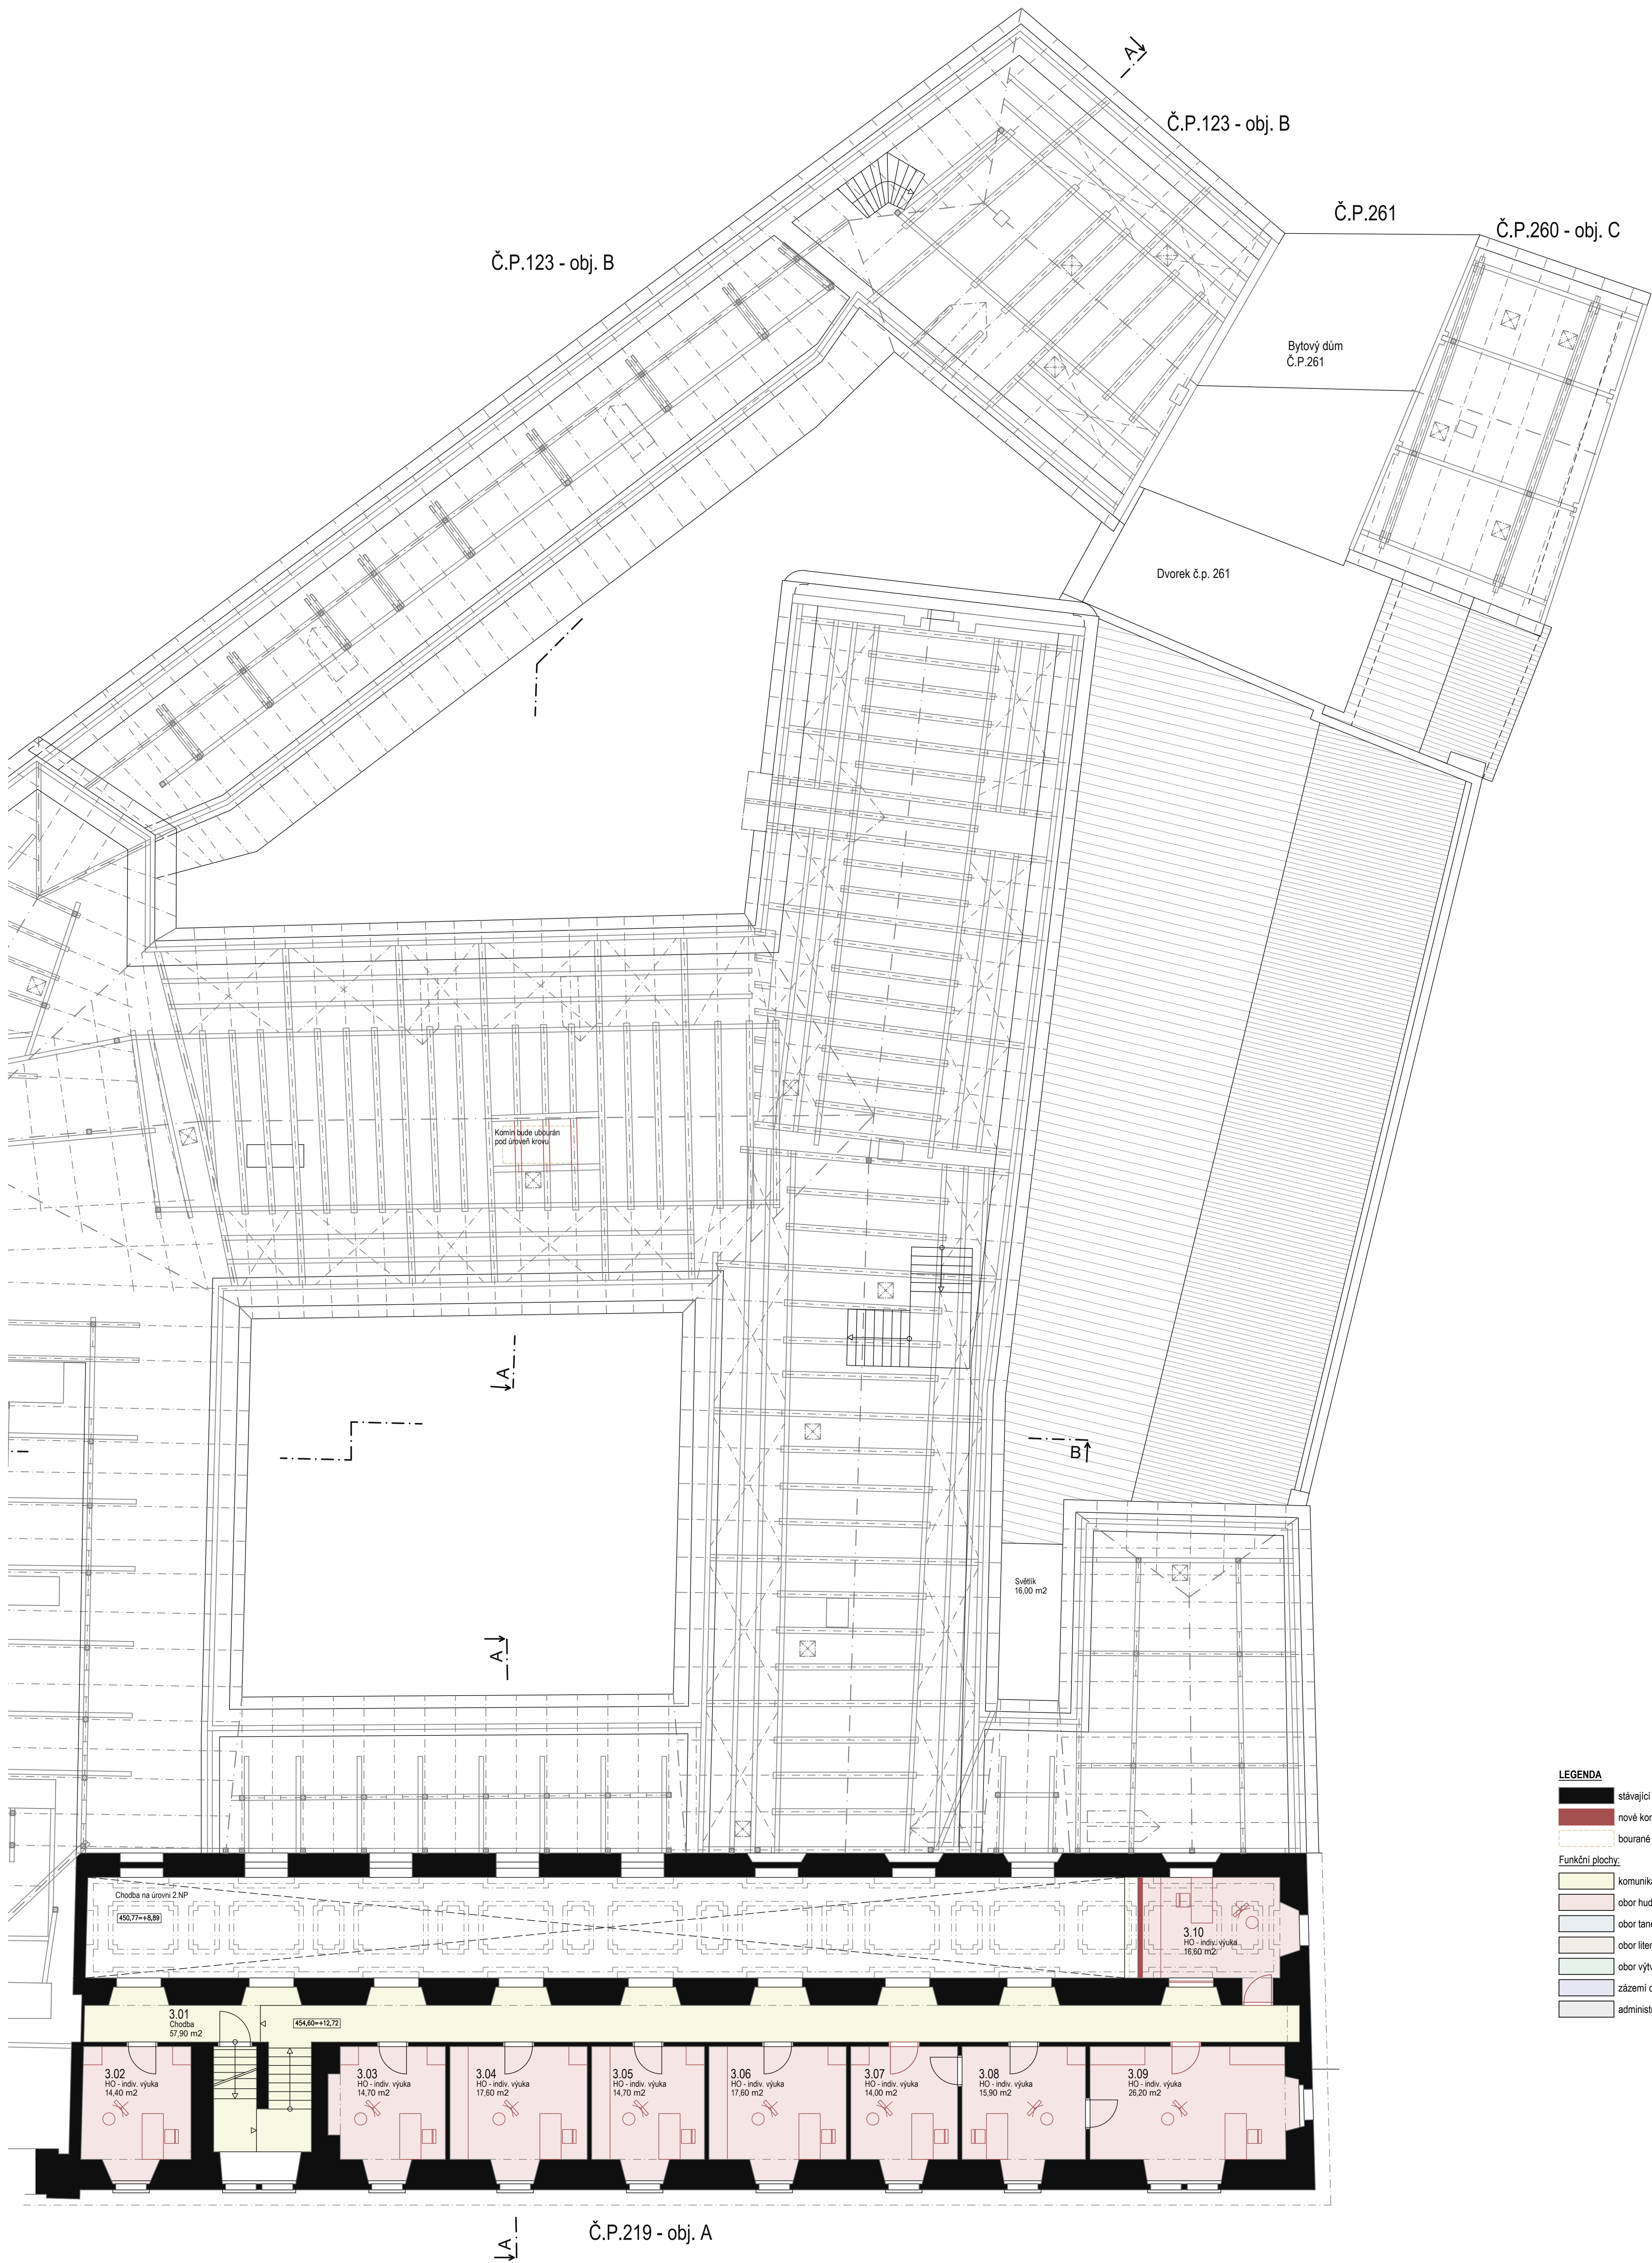 A
Č.P.123 - obj. B
Č.P.261
Č.P.260 - obj. C
Č.P.123 - obj. B
Bytový dům
Č.P.261
Dvorek č.p. 261
Komín bude ubourán
pod úroveň krovu
A
B
Světlík
16,00 m2
A
LEGENDA
stávající
nové kon
bourané
Funkční plochy:
komunika
obor hud
obor tane
obor liter
obor výtv
zázemí o
administr
Chodba na úrovni 2.NP
450,77=+8,89
3.10
HO - indiv. výuka
16,60 m2
3.01
Chodba
57,90 m2
454,60=+12,72
3.02
HO - indiv. výuka
14,40 m2
3.03
HO - indiv. výuka
14,70 m2
3.04
HO - indiv. výuka
17,60 m2
3.05
HO - indiv. výuka
14,70 m2
3.06
HO - indiv. výuka
17,60 m2
3.07
HO - indiv. výuka
14,00 m2
3.08
HO - indiv. výuka
15,90 m2
3.09
HO - indiv. výuka
26,20 m2
A
Č.P.219 - obj. A